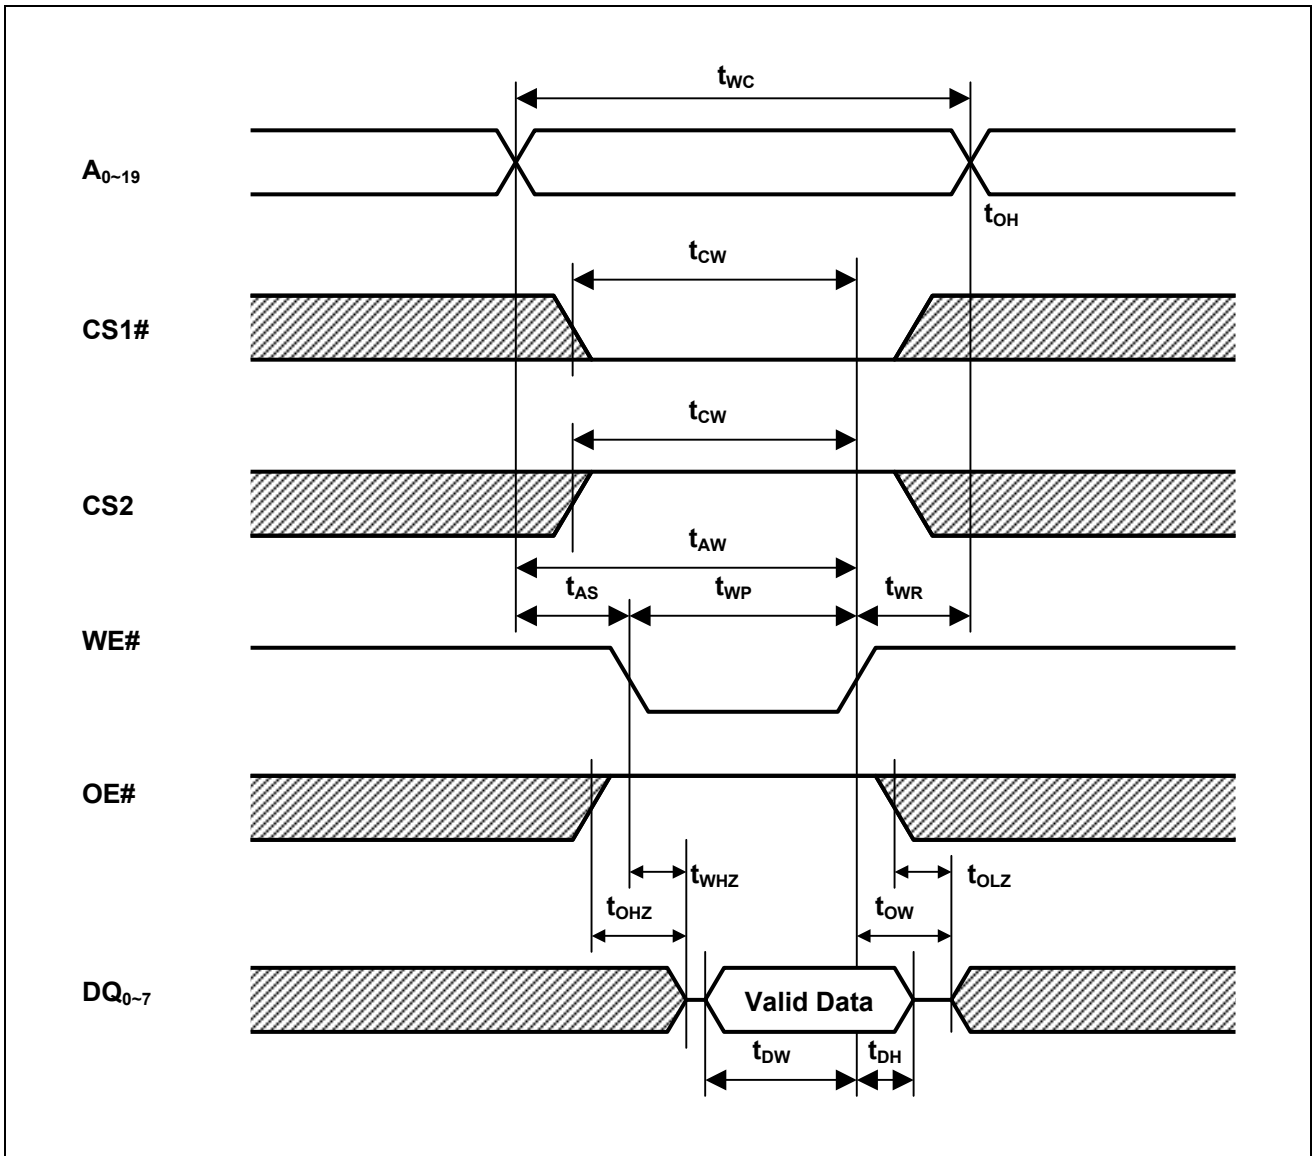 tWC
A0~19
tOH
tCW
CS1#
tCW
CS2
tAW
tAS
tWP
tWR
WE#
OE#
tWHZ
tOLZ
tOHZ
tOW
DQ0~7
Valid Data
tDW
tDH